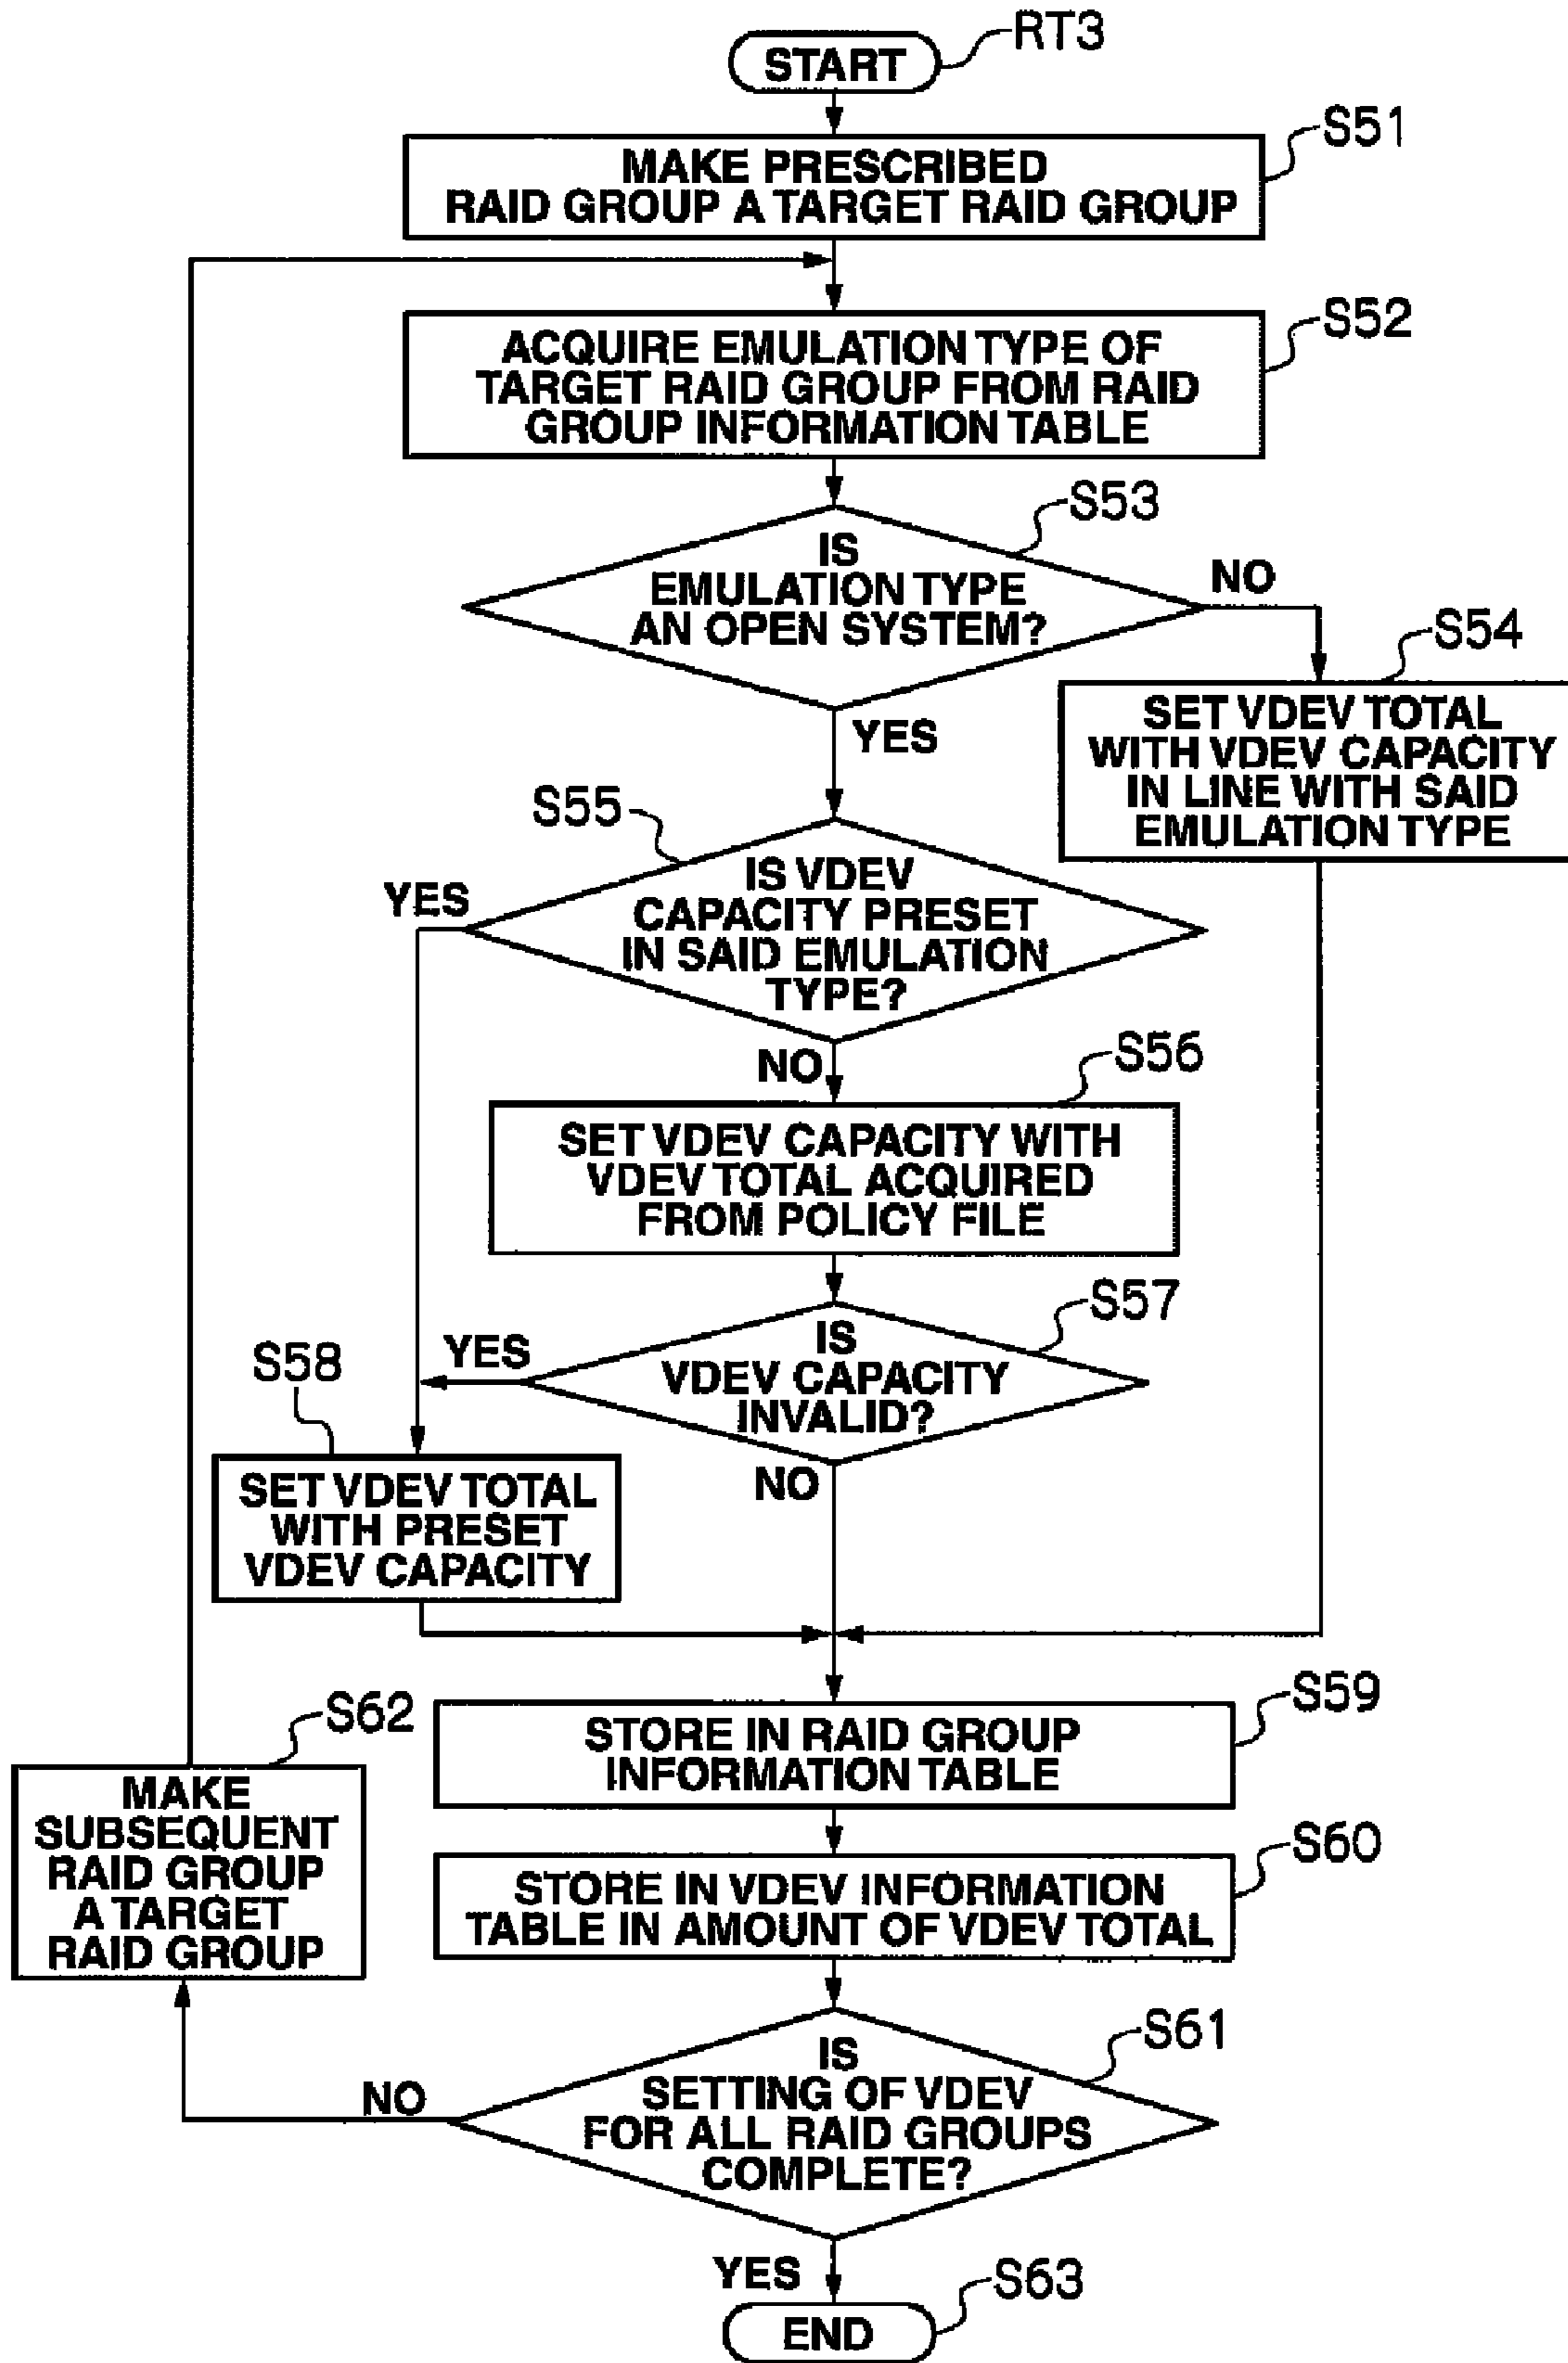 RT3
START
S51
MAKE PRESCRIBED
RAID GROUP A TARGET RAID GROUP
S52
ACQUIRE EMULATION TYPE OF
TARGET RAID GROUP FROM RAID
GROUP INFORMATION TABLE
S53
IS
EMULATION TYPE
AN OPEN SYSTEM?
NO
YES
S54
SET VDEV TOTAL
WITH VDEV CAPACITY
IN LINE WITH SAID
EMULATION TYPE
S55
IS VDEV
CAPACITY PRESET
IN SAID EMULATION
TYPE?
YES
NO
S56
SET VDEV CAPACITY WITH
VDEV TOTAL ACQUIRED
FROM POLICY FILE
S57
IS
VDEV CAPACITY
INVALID?
YES
NO
S58
SET VDEV TOTAL
WITH PRESET
VDEV CAPACITY
S59
STORE IN RAID GROUP
INFORMATION TABLE
S60
STORE IN VDEV INFORMATION
TABLE IN AMOUNT OF VDEV TOTAL
S62
MAKE
SUBSEQUENT
RAID GROUP
A TARGET
RAID GROUP
S61
IS
SETTING OF VDEV
FOR ALL RAID GROUPS
COMPLETE?
NO
YES
S63
END